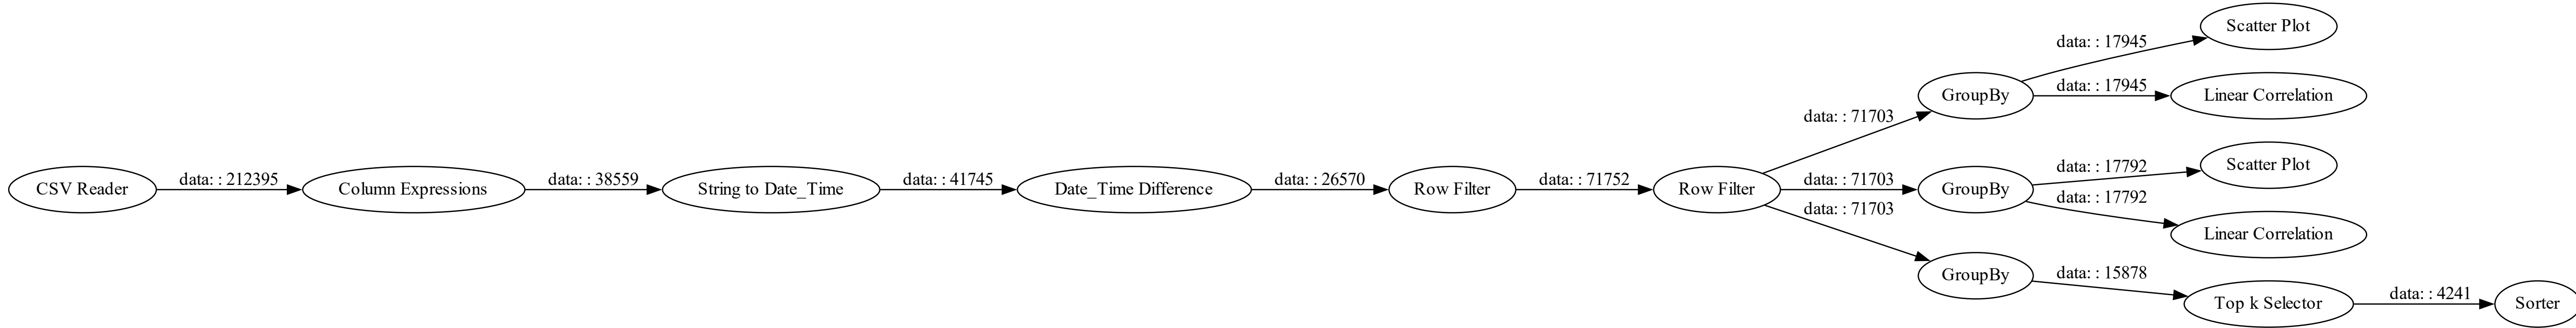 CSV Reader
data: : 212395
Column Expressions
data: : 38559
String to Date_Time
data: : 41745
Date_Time Difference
data: : 26570
Row Filter
data: : 71752
Row Filter
data: : 71703
GroupBy
data: : 17945
Scatter Plot
data: : 17945
Linear Correlation
data: : 71703
GroupBy
data: : 17792
Scatter Plot
data: : 17792
Linear Correlation
data: : 71703
GroupBy
data: : 15878
Top k Selector
data: : 4241
Sorter